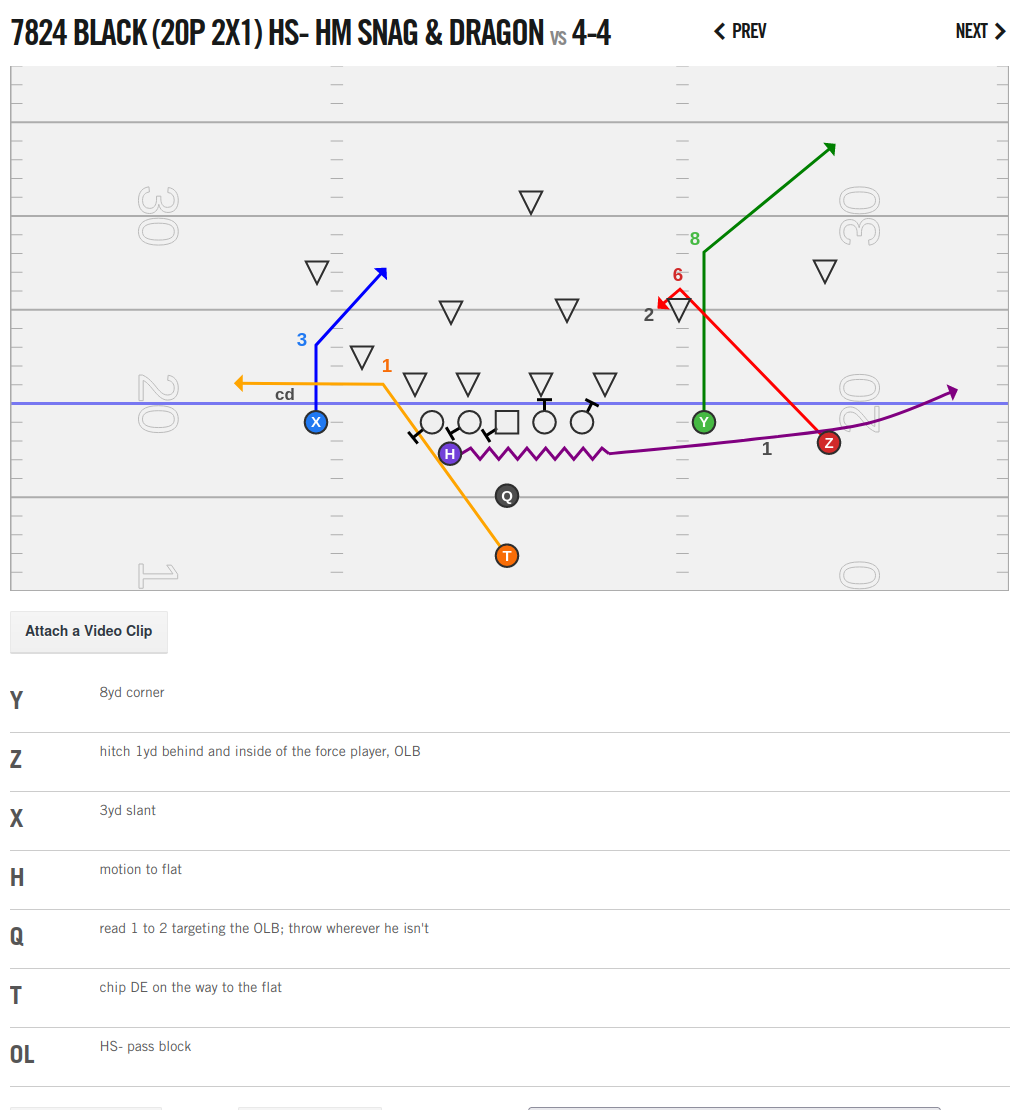 7824 BLACK (20P 2X1) HS- HM SNAG & DRAGON VS 4-4
PREV
NEXT
30
30
8
6
2
3
1
cd
20
20
X
Y
Z
H
1
Q
T
1
0
Attach a Video Clip
Y 8yd corner
Z hitch 1yd behind and inside of the force player, OLB
X 3yd slant
H motion to flat
Q read 1 to 2 targeting the OLB; throw wherever he isn't
T chip DE on the way to the flat
OL HS- pass block